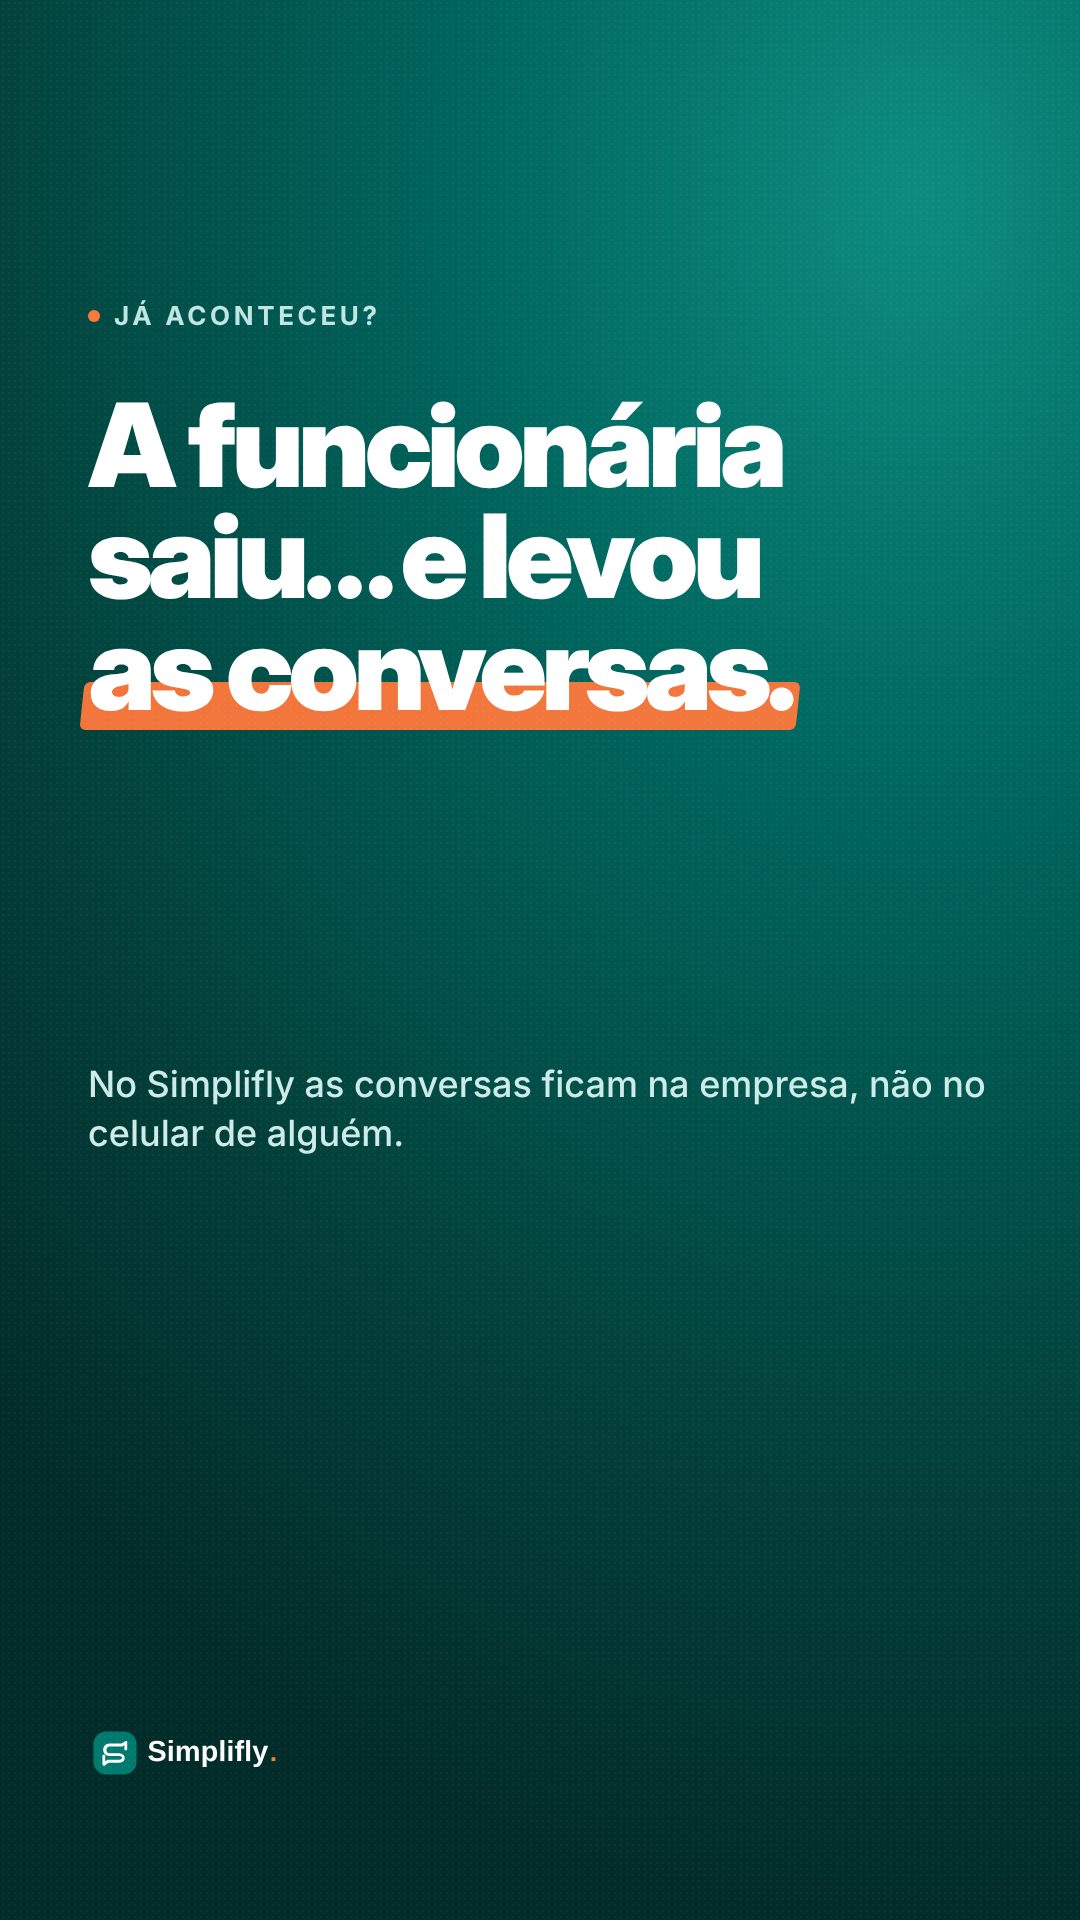 JÁ ACONTECEU?
A funcionária
saiu... e levou
as conversas.
No Simplifly as conversas ficam na empresa, não no
celular de alguém.
Simplifly.